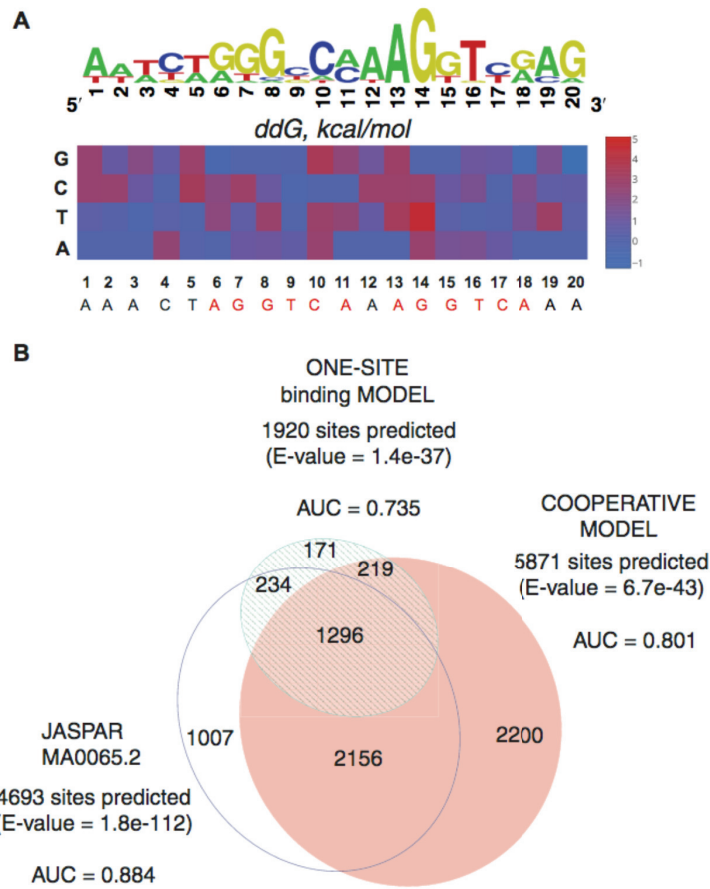 A
5' 1 2 3 4 5 6 7 8 9 10 11 12 13 14 15 16 17 18 19 20 3'
ddG, kcal/mol
G
C
T
A
5
4
3
2
1
0
−1
1 2 3 4 5 6 7 8 9 10 11 12 13 14 15 16 17 18 19 20
A A A C T A G G T C A A A G G T C A A A
B
ONE-SITE
binding MODEL
1920 sites predicted
(E-value = 1.4e-37)
AUC = 0.735
COOPERATIVE
MODEL
5871 sites predicted
(E-value = 6.7e-43)
AUC = 0.801
171
219
234
1296
1007
2156
2200
JASPAR
MA0065.2
4693 sites predicted
(E-value = 1.8e-112)
AUC = 0.884